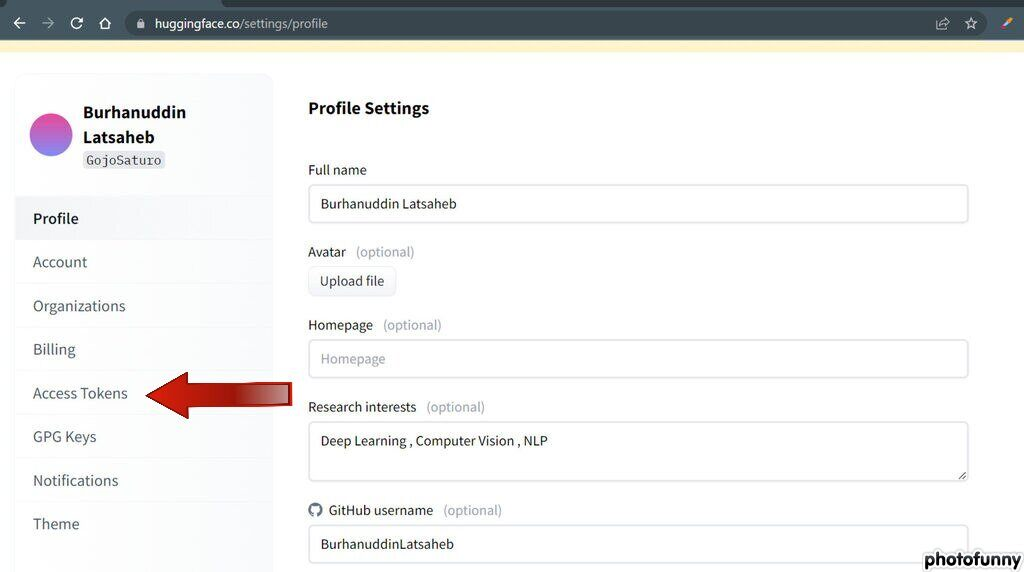 huggingface.co/settings/profile
Burhanuddin
Latsaheb
GojoSaturo
Profile
Account
Organizations
Billing
Access Tokens
GPG Keys
Notifications
Theme
Profile Settings
Full name
Burhanuddin Latsaheb
Avatar (optional)
Upload file
Homepage (optional)
Homepage
Research interests (optional)
Deep Learning , Computer Vision , NLP
GitHub username (optional)
BurhanuddinLatsaheb
photofunny